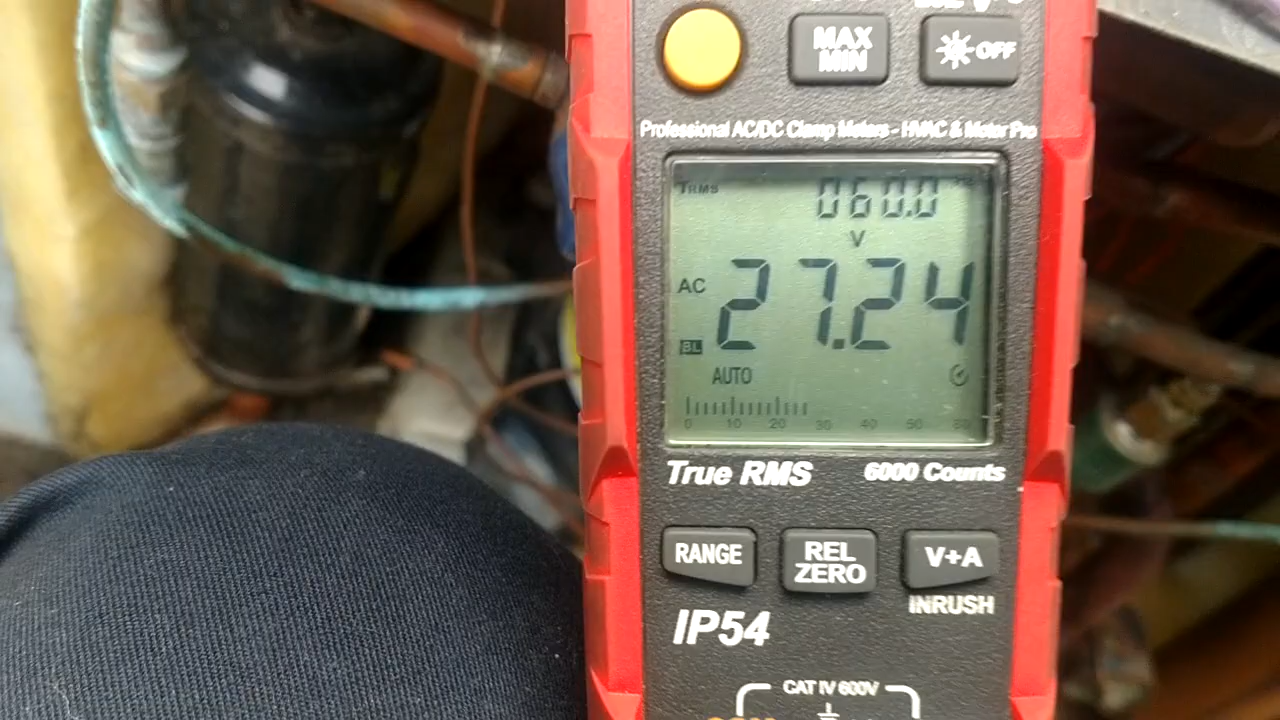 MAX
MIN
OFF
Professional AC/DC Clamp Meters - HVAC & Motor Pro
TRMS 060.0 Hz
V
AC 27.24
BL
AUTO
0 10 20 30 40 50 60
True RMS 6000 Counts
RANGE REL ZERO V+A
INRUSH
IP54
CAT IV 600V